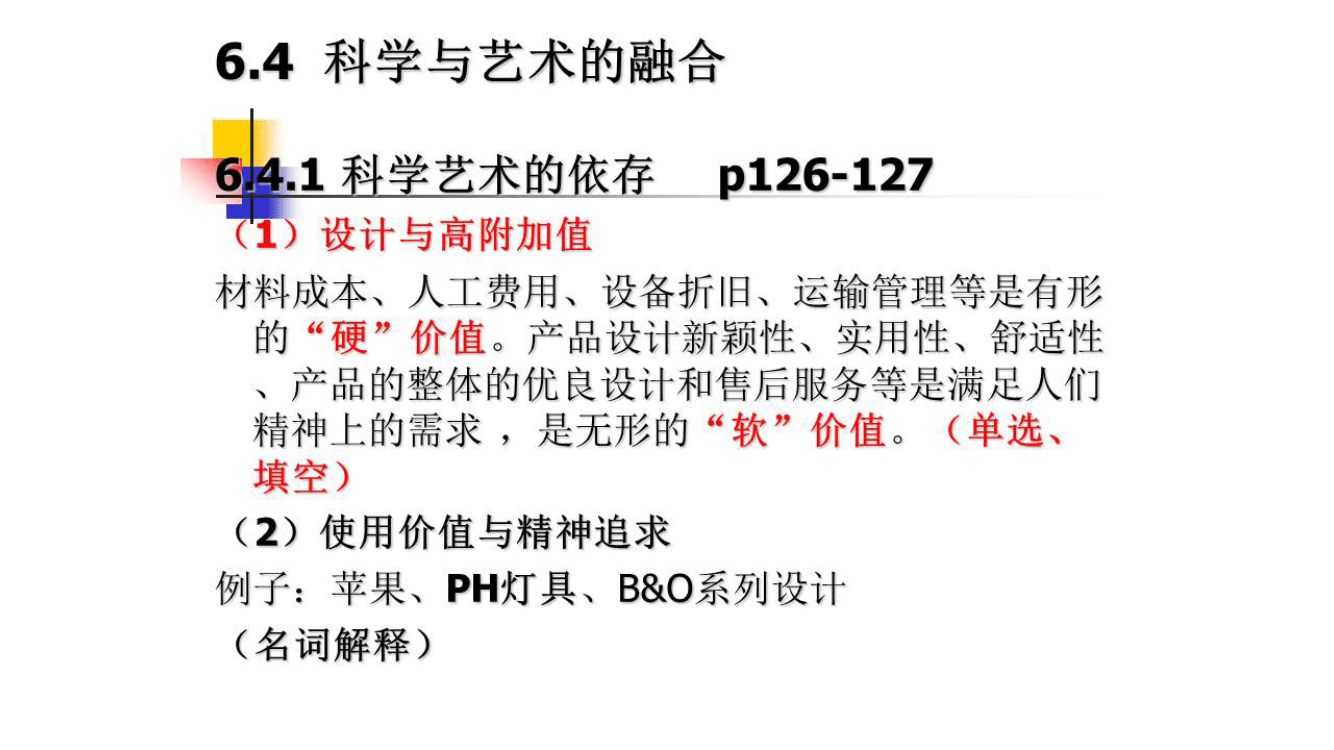 6.4 科学与艺术的融合
6.4.1 科学艺术的依存 p126-127
（1）设计与高附加值
材料成本、人工费用、设备折旧、运输管理等是有形
的“硬”价值。产品设计新颖性、实用性、舒适性
、产品的整体的优良设计和售后服务等是满足人们
精神上的需求 ，是无形的“软”价值。（单选、
填空）
（2）使用价值与精神追求
例子：苹果、PH灯具、B&O系列设计
（名词解释）